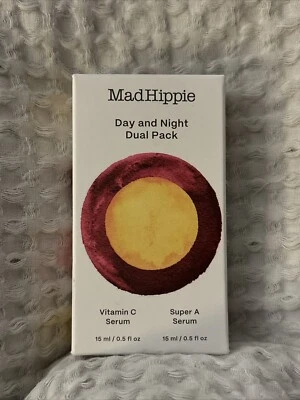 MadHippie
Day and Night
Dual Pack
Vitamin C Super A
Serum Serum
15 ml / 0.5 fl oz 15 ml / 0.5 fl oz